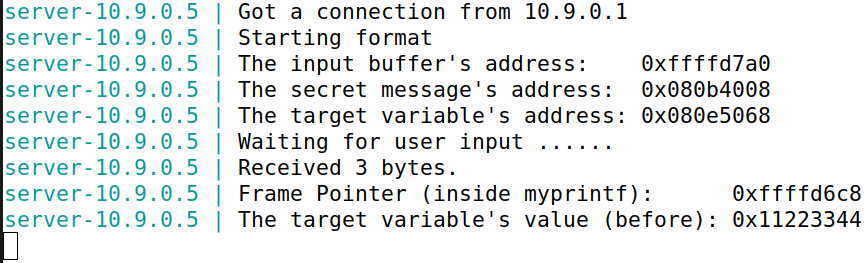 server-10.9.0.5 | Got a connection from 10.9.0.1
server-10.9.0.5 | Starting format
server-10.9.0.5 | The input buffer's address:    0xffffd7a0
server-10.9.0.5 | The secret message's address:  0x080b4008
server-10.9.0.5 | The target variable's address: 0x080e5068
server-10.9.0.5 | Waiting for user input ......
server-10.9.0.5 | Received 3 bytes.
server-10.9.0.5 | Frame Pointer (inside myprintf):      0xffffd6c8
server-10.9.0.5 | The target variable's value (before): 0x11223344